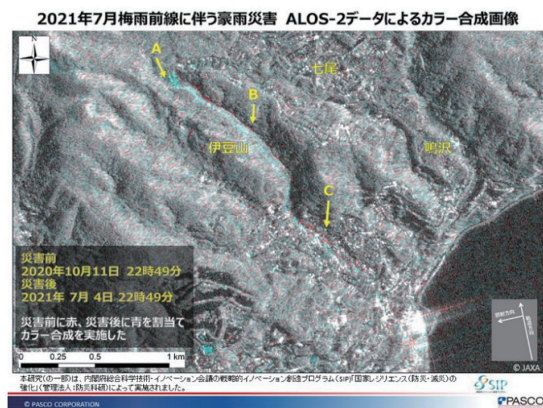 2021年7月梅雨前線に伴う豪雨災害 ALOS-2データによるカラー合成画像
N
A
七尾
B
伊豆山
鳴沢
C
災害前
2020年10月11日 22時49分
災害後
2021年 7月 4日 22時49分
災害前に赤、災害後に青を割当て
カラー合成を実施した
0 0.25 0.5 1 km
© JAXA
本研究(の一部)は、内閣府総合科学技術・イノベーション会議の戦略的イノベーション創造プログラム(SIP)「国家レジリエンス(防災・減災)の
強化」(管理法人:防災科研)によって実施されました。
SIP
© PASCO CORPORATION
PASCO